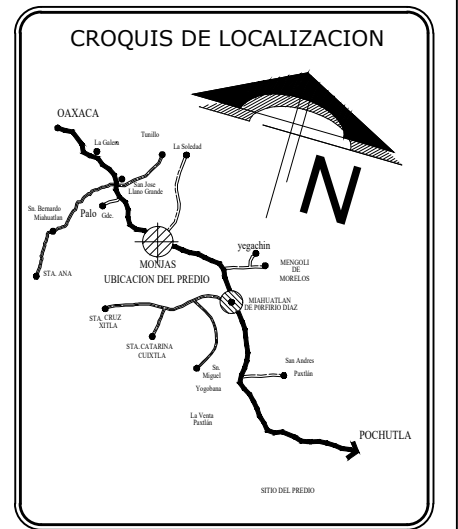 CROQUIS DE LOCALIZACION
OAXACA
La Galera
Tunillo
La Soledad
San Jose
Llano Grande
Sn. Bernardo
Miahuatlan
Palo
Gde.
N
STA. ANA
MONJAS
UBICACION DEL PREDIO
yegachin
MENGOLI
DE
MORELOS
MIAHUATLAN
DE PORFIRIO DIAZ
STA. CRUZ
XITLA
STA.CATARINA
CUIXTLA
Sn.
Miguel
Yogobana
San Andres
Paxtlán
La Venta
Paxtlán
POCHUTLA
SITIO DEL PREDIO